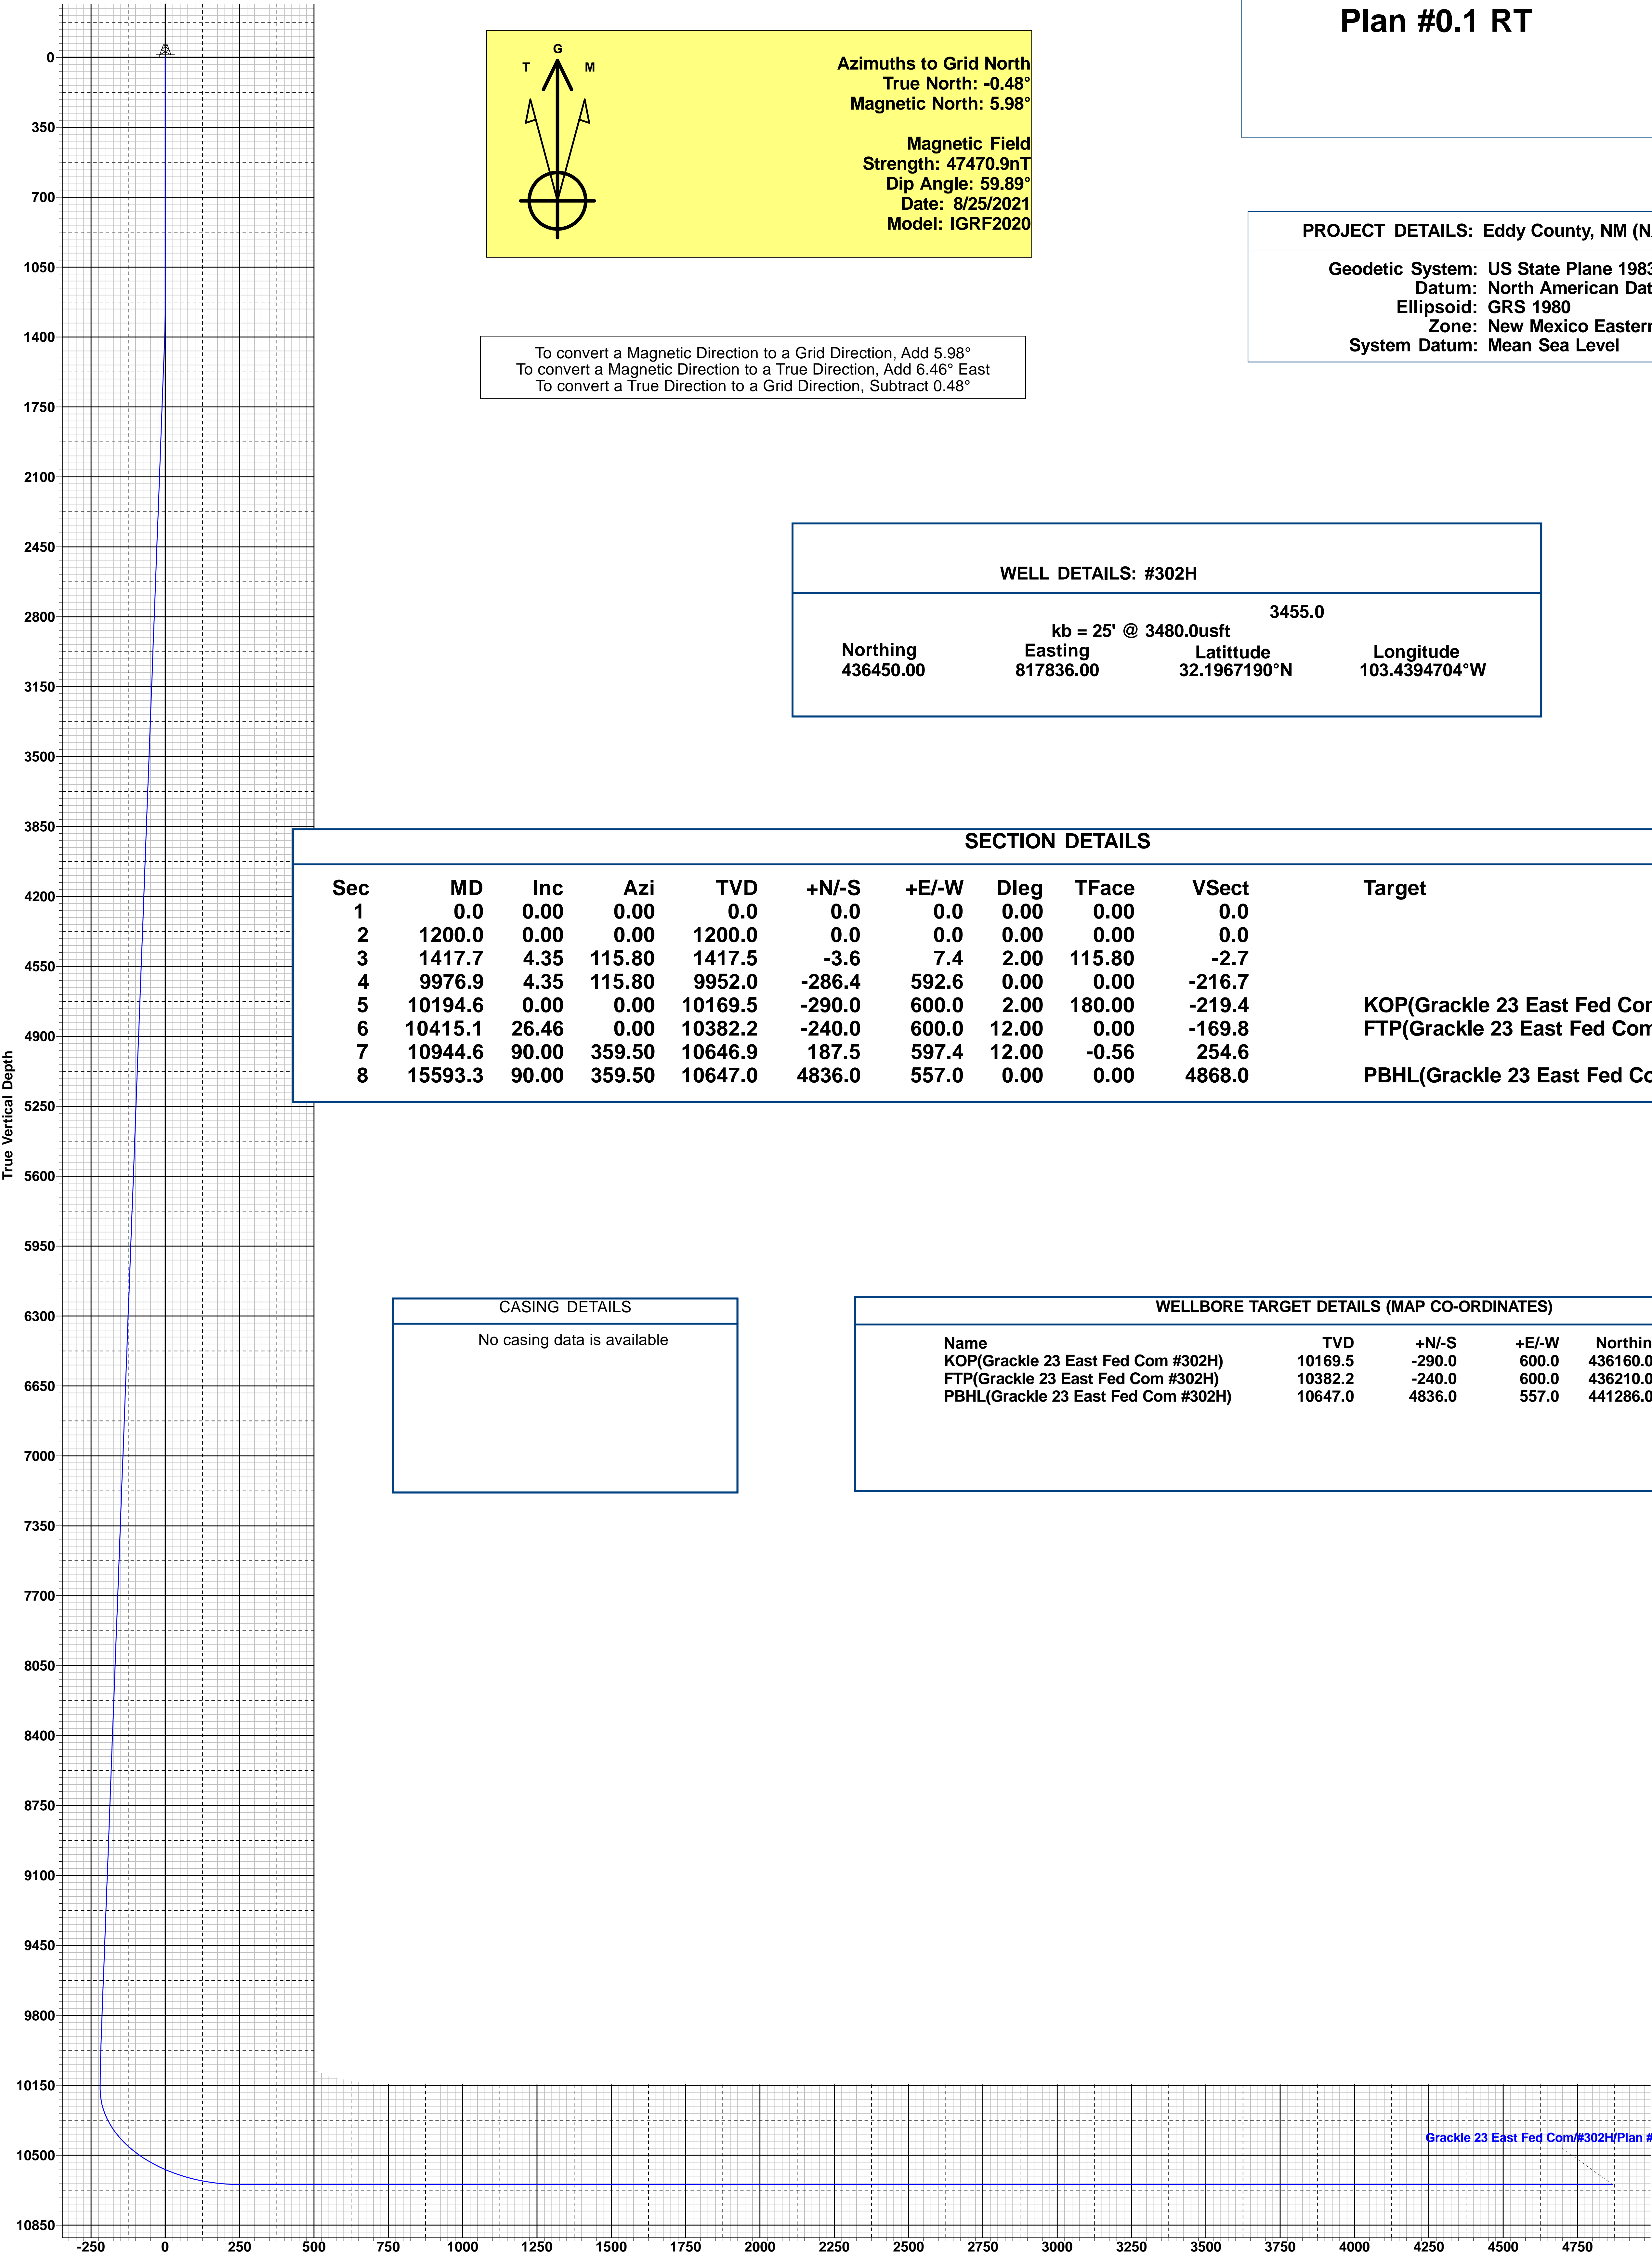 Plan #0.1 RT
G
T M
Azimuths to Grid North
True North: -0.48°
Magnetic North: 5.98°
Magnetic Field
Strength: 47470.9nT
Dip Angle: 59.89°
Date: 8/25/2021
Model: IGRF2020
PROJECT DETAILS: Eddy County, NM (N
Geodetic System: US State Plane 1983
Datum: North American Dat
Ellipsoid: GRS 1980
Zone: New Mexico Eastern
System Datum: Mean Sea Level
To convert a Magnetic Direction to a Grid Direction, Add 5.98°
To convert a Magnetic Direction to a True Direction, Add 6.46° East
To convert a True Direction to a Grid Direction, Subtract 0.48°
WELL DETAILS: #302H
3455.0
kb = 25' @ 3480.0usft
Northing Easting Latittude Longitude
436450.00 817836.00 32.1967190°N 103.4394704°W
SECTION DETAILS
Sec MD Inc Azi TVD +N/-S +E/-W Dleg TFace VSect Target
1 0.0 0.00 0.00 0.0 0.0 0.0 0.00 0.00 0.0
2 1200.0 0.00 0.00 1200.0 0.0 0.0 0.00 0.00 0.0
3 1417.7 4.35 115.80 1417.5 -3.6 7.4 2.00 115.80 -2.7
4 9976.9 4.35 115.80 9952.0 -286.4 592.6 0.00 0.00 -216.7
5 10194.6 0.00 0.00 10169.5 -290.0 600.0 2.00 180.00 -219.4 KOP(Grackle 23 East Fed Com
6 10415.1 26.46 0.00 10382.2 -240.0 600.0 12.00 0.00 -169.8 FTP(Grackle 23 East Fed Com
7 10944.6 90.00 359.50 10646.9 187.5 597.4 12.00 -0.56 254.6
8 15593.3 90.00 359.50 10647.0 4836.0 557.0 0.00 0.00 4868.0 PBHL(Grackle 23 East Fed Co
CASING DETAILS
No casing data is available
WELLBORE TARGET DETAILS (MAP CO-ORDINATES)
Name TVD +N/-S +E/-W Northin
KOP(Grackle 23 East Fed Com #302H) 10169.5 -290.0 600.0 436160.0
FTP(Grackle 23 East Fed Com #302H) 10382.2 -240.0 600.0 436210.0
PBHL(Grackle 23 East Fed Com #302H) 10647.0 4836.0 557.0 441286.0
True Vertical Depth
0
350
700
1050
1400
1750
2100
2450
2800
3150
3500
3850
4200
4550
4900
5250
5600
5950
6300
6650
7000
7350
7700
8050
8400
8750
9100
9450
9800
10150
10500
10850
Grackle 23 East Fed Com/#302H/Plan #
-250 0 250 500 750 1000 1250 1500 1750 2000 2250 2500 2750 3000 3250 3500 3750 4000 4250 4500 4750